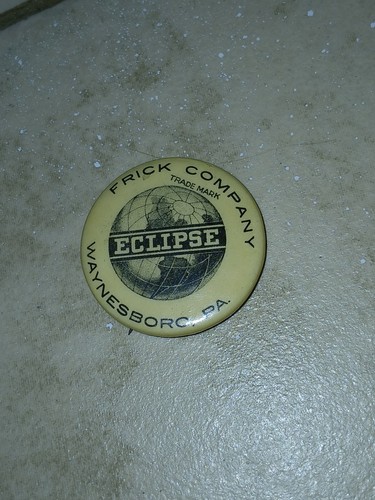 FRICK COMPANY
TRADE MARK
ECLIPSE
WAYNESBORO, PA.